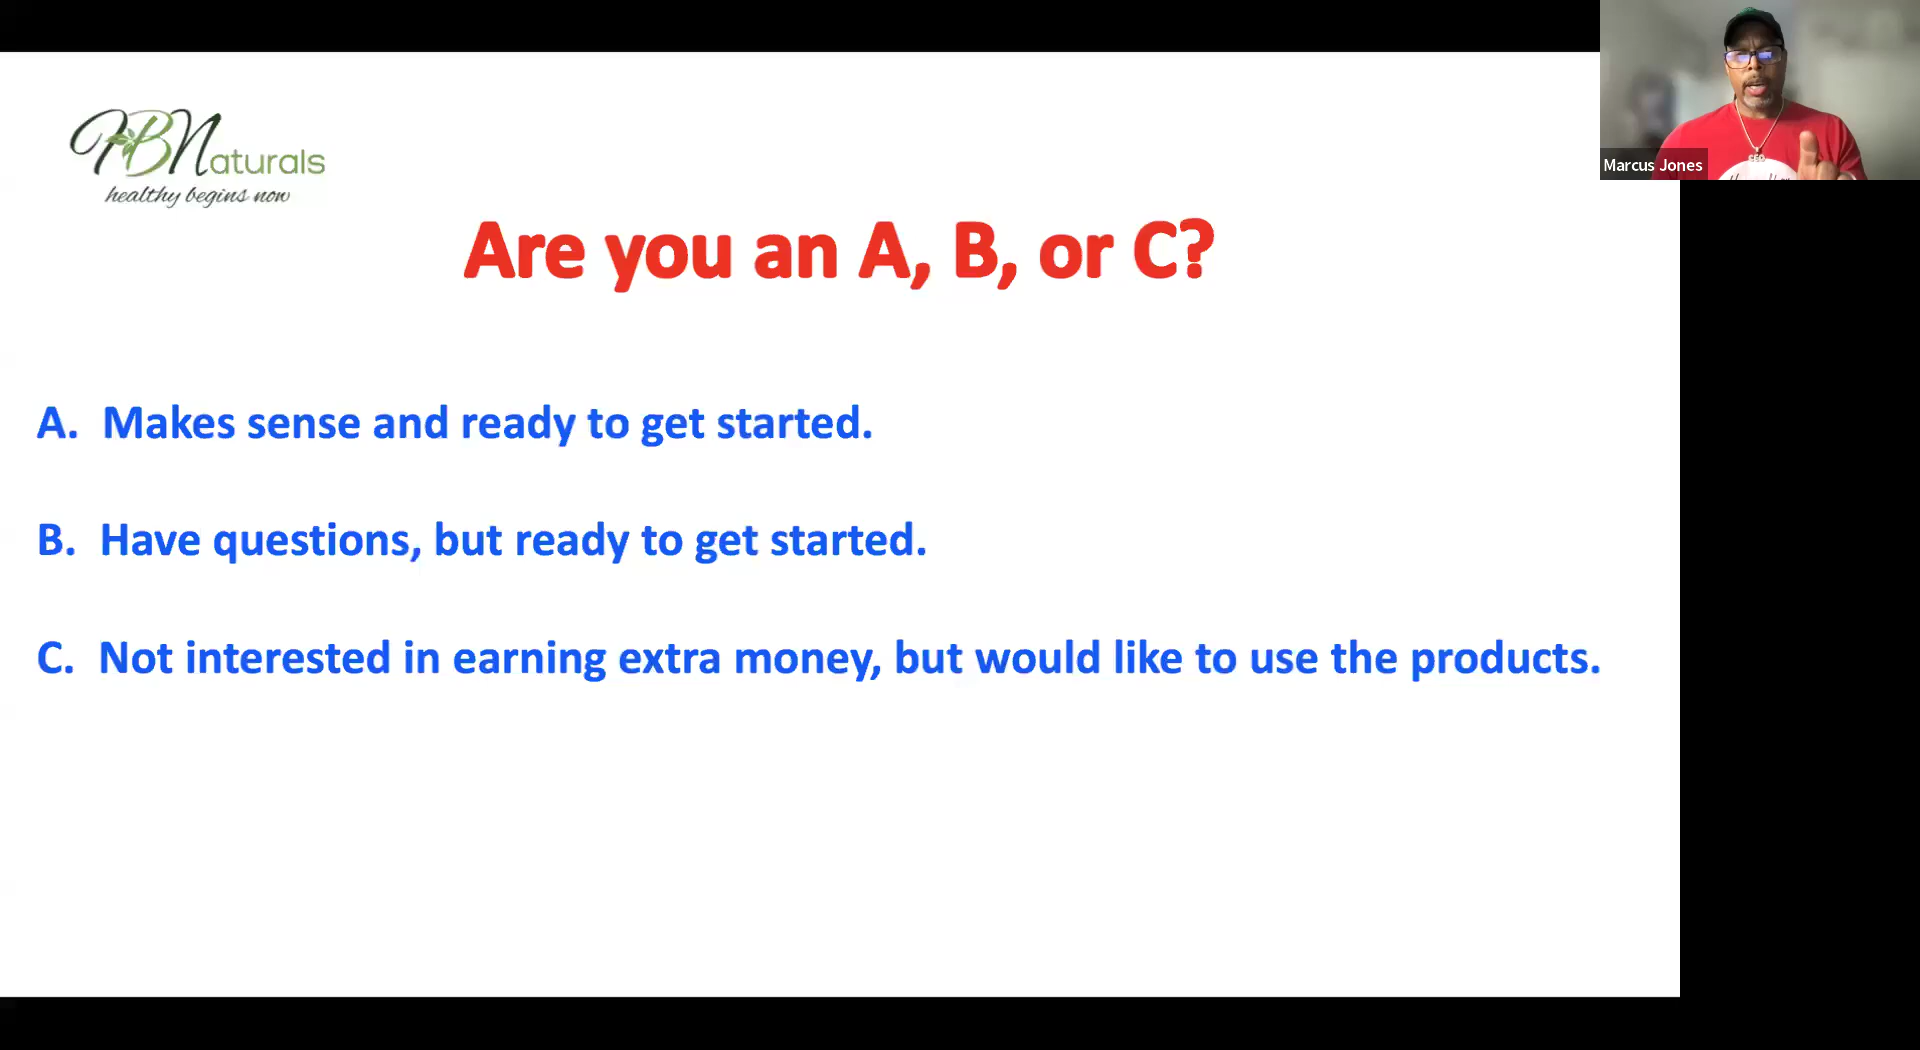 HBNaturals
healthy begins now
Marcus Jones
CEO
Are you an A, B, or C?
A. Makes sense and ready to get started.
B. Have questions, but ready to get started.
C. Not interested in earning extra money, but would like to use the products.